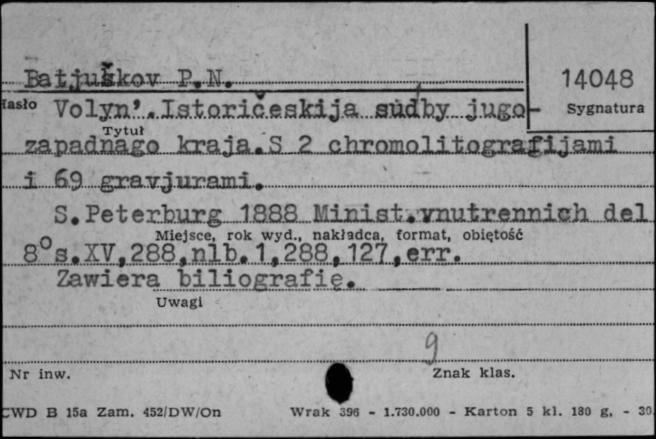 Batjuškov P.N.
14048
Hasło
Volyn'.Istoričeskija sudby jugo-
Sygnatura
Tytuł
zapadnago kraja.S 2 chromolitografijami
i 69 gravjurami.
S.Peterburg 1888 Minist.vnutrennich del
Miejsce, rok wyd., nakładca, format, obiętość
8° s.XV,288,nlb.1,288,127,err.
Zawiera biliografię.
Uwagi
9
Nr inw.
Znak klas.
CWD B 15a Zam. 452/DW/On Wrak 396 - 1.730.000 - Karton 5 kl. 180 g. - 30.